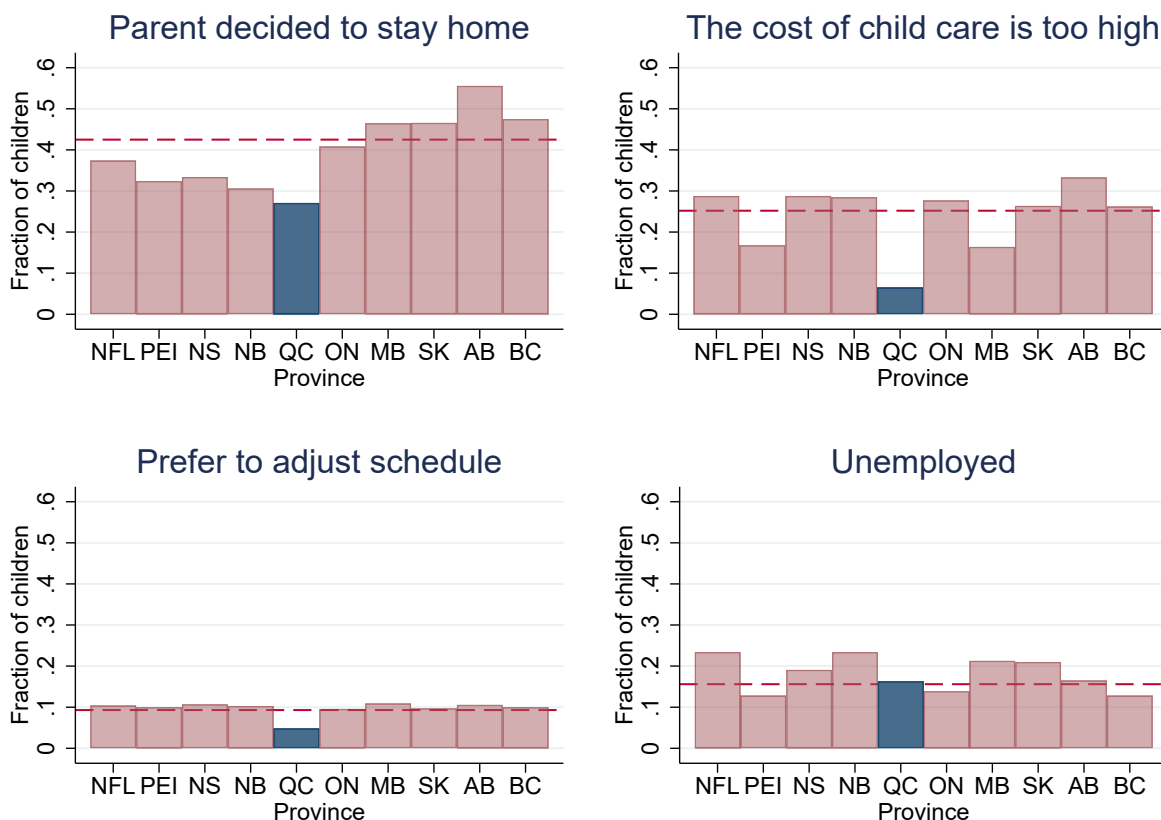 Parent decided to stay home
Fraction of children
.6
.5
.4
.3
.2
.1
0
NFL PEI NS NB QC ON MB SK AB BC
Province
The cost of child care is too high
Fraction of children
.6
.5
.4
.3
.2
.1
0
NFL PEI NS NB QC ON MB SK AB BC
Province
Prefer to adjust schedule
Fraction of children
.6
.5
.4
.3
.2
.1
0
NFL PEI NS NB QC ON MB SK AB BC
Province
Unemployed
Fraction of children
.6
.5
.4
.3
.2
.1
0
NFL PEI NS NB QC ON MB SK AB BC
Province